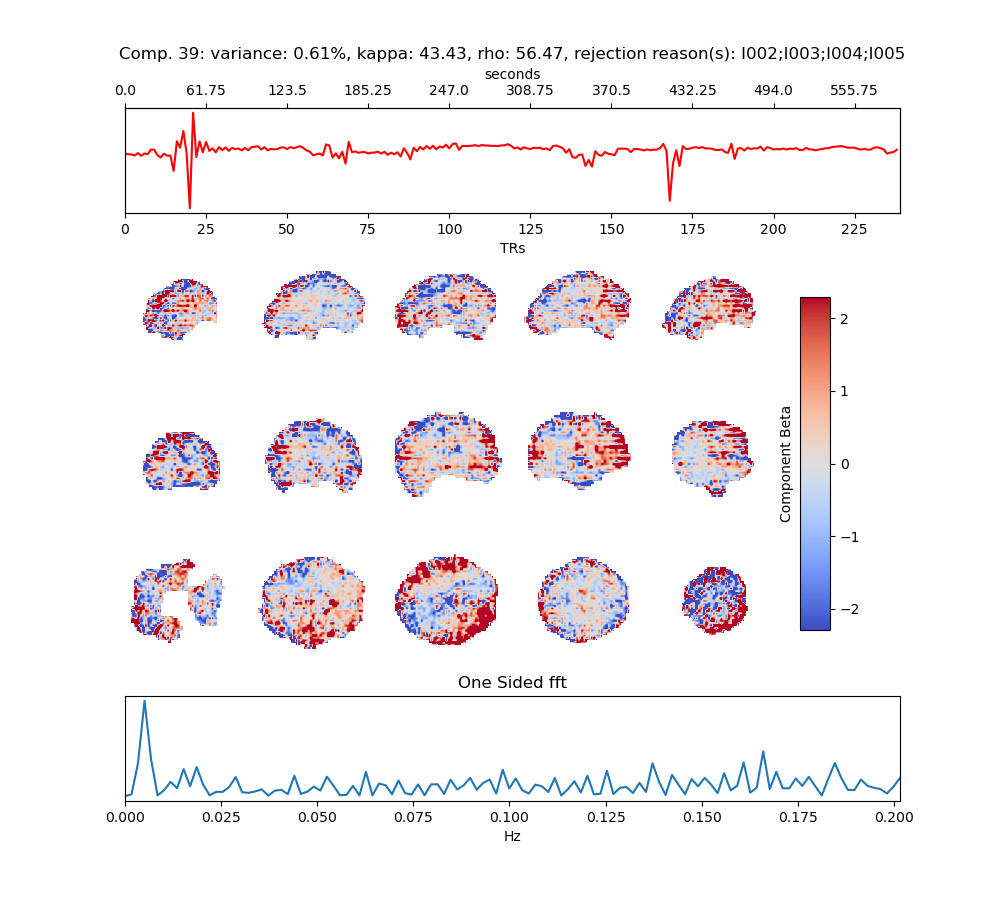 Comp. 39: variance: 0.61%, kappa: 43.43, rho: 56.47, rejection reason(s): I002;I003;I004;I005
seconds
0.0 61.75 123.5 185.25 247.0 308.75 370.5 432.25 494.0 555.75
0 25 50 75 100 125 150 175 200 225
TRs
2
1
0
−1
−2
Component Beta
One Sided fft
0.000 0.025 0.050 0.075 0.100 0.125 0.150 0.175 0.200
Hz